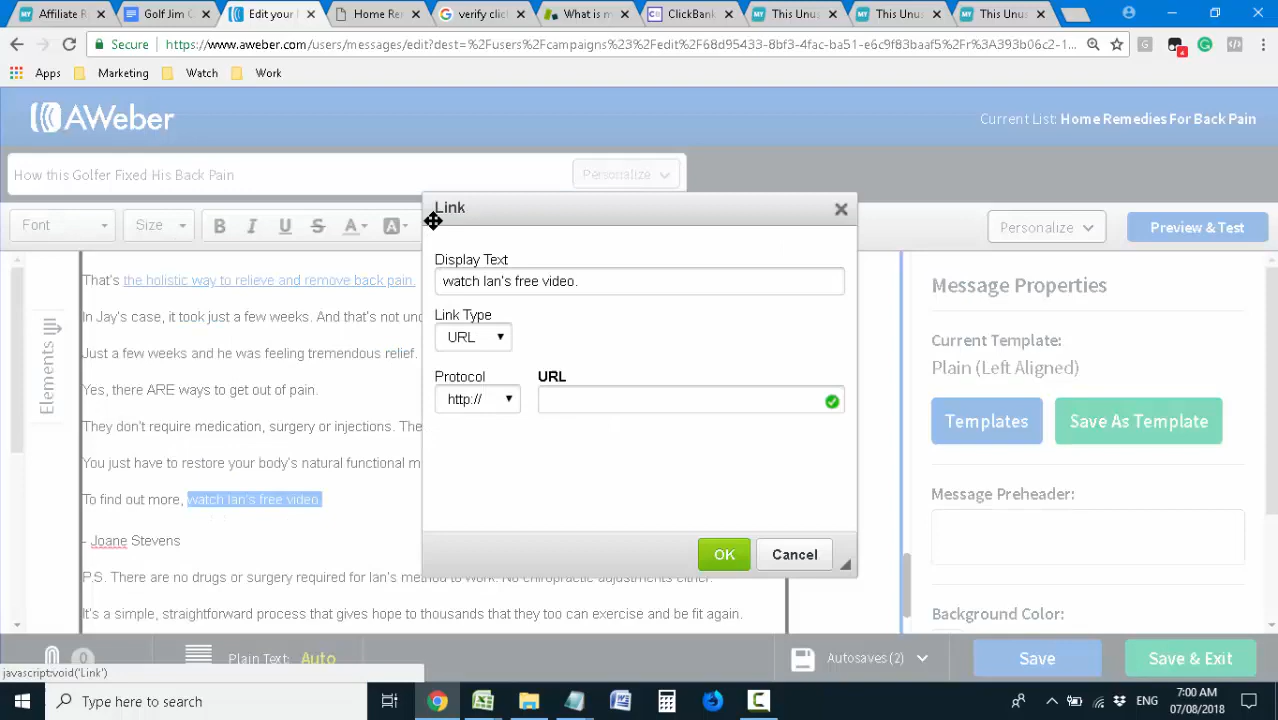 Affiliate R
Golf Jim C
Edit your
Home Rem
verify click
What is m
ClickBank
This Unus
This Unus
This Unus
Secure
https://www.aweber.com/users/messages/edit?dest=%2Fusers%2Fcampaigns%23%2Fedit%2F68d95433-8bf3-4fac-ba51-e6c9f83baaf5%2Fr%3A393b06c2-1...
Apps
Marketing
Watch
Work
AWeber
Current List: Home Remedies For Back Pain
How this Golfer Fixed His Back Pain
Personalize
Link
Font
Size
B I U S A A
Personalize
Preview & Test
Display Text
watch Ian's free video.
Link Type
URL
Protocol
URL
http://
OK
Cancel
That's the holistic way to relieve and remove back pain.
In Jay's case, it took just a few weeks. And that's not unc
Just a few weeks and he was feeling tremendous relief.
Yes, there ARE ways to get out of pain.
They don't require medication, surgery or injections. The
You just have to restore your body's natural functional m
To find out more, watch Ian's free video.
- Joane Stevens
P.S. There are no drugs or surgery required for Ian's method to work. No chiropractic adjustments either.
It's a simple, straightforward process that gives hope to thousands that they too can exercise and be fit again.
Elements
Message Properties
Current Template:
Plain (Left Aligned)
Templates
Save As Template
Message Preheader:
Background Color:
0
Plain Text: Auto
Autosaves (2)
Save
Save & Exit
javascript:void('Link')
Type here to search
ENG
7:00 AM
07/08/2018